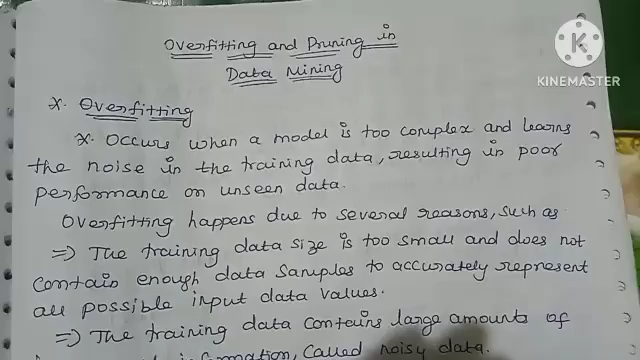 Overfitting and Pruning in
Data Mining
KINEMASTER
* Overfitting
* Occurs when a model is too complex and learns
the noise in the training data, resulting in poor
performance on unseen data.
Overfitting happens due to several reasons, such as
=> The training data size is too small and does not
contain enough data samples to accurately represent
all possible input data values.
=> The training data contains large amounts of
information, called noisy data.